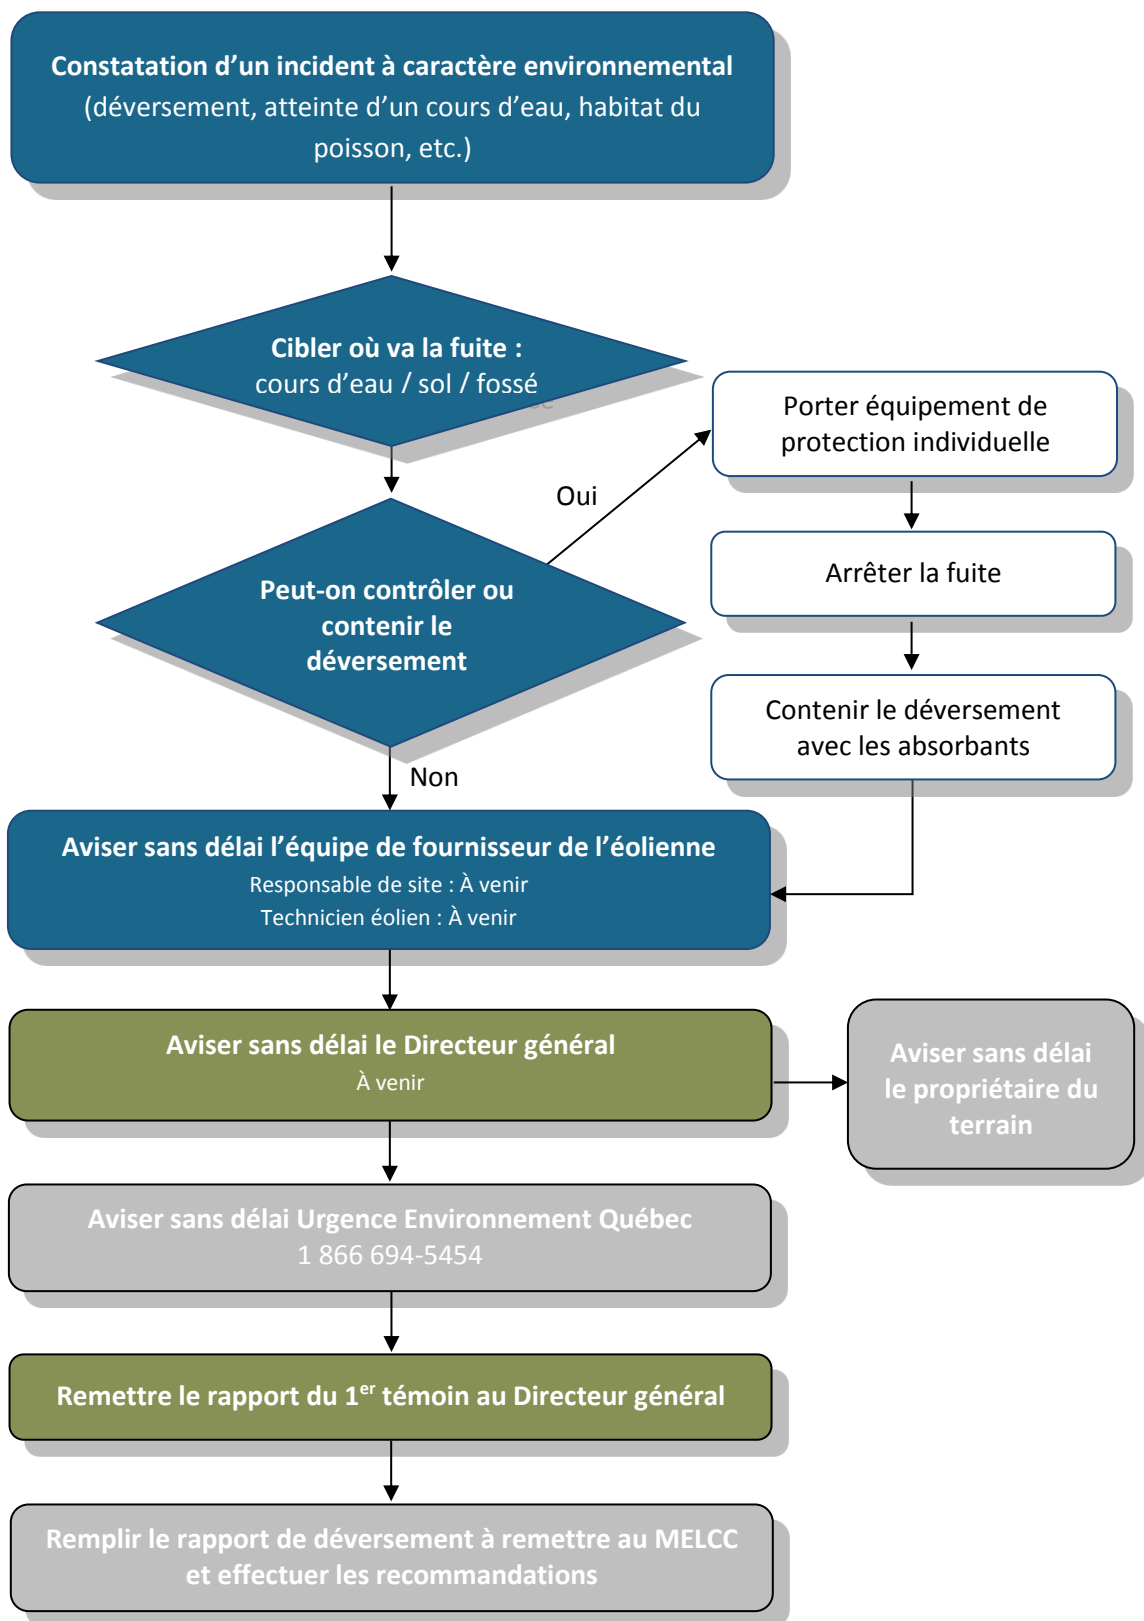 Constatation d’un incident à caractère environnemental
(déversement, atteinte d’un cours d’eau, habitat du
poisson, etc.)
Cibler où va la fuite :
cours d’eau / sol / fossé
Porter équipement de
protection individuelle
Oui
Arrêter la fuite
Peut-on contrôler ou
contenir le
déversement
Contenir le déversement
avec les absorbants
Non
Aviser sans délai l’équipe de fournisseur de l’éolienne
Responsable de site : À venir
Technicien éolien : À venir
Aviser sans délai le Directeur général
À venir
Aviser sans délai
le propriétaire du
terrain
Aviser sans délai Urgence Environnement Québec
1 866 694-5454
Remettre le rapport du 1er témoin au Directeur général
Remplir le rapport de déversement à remettre au MELCC
et effectuer les recommandations